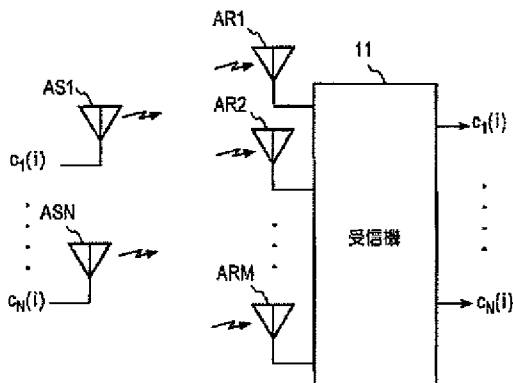 AR1
11
AS1
AR2
c₁(i)
c₁(i)
ASN
受信機
ARM
cN(i)
cN(i)